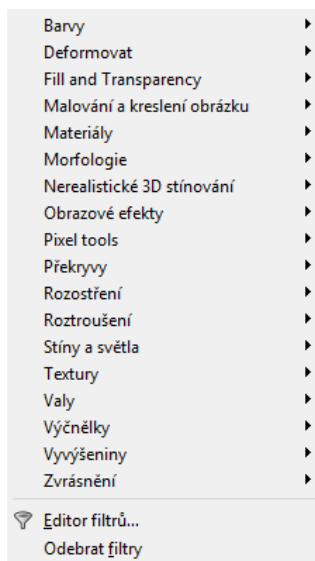 Barvy
Deformovat
Fill and Transparency
Malování a kreslení obrázku
Materiály
Morfologie
Nerealistické 3D stínování
Obrazové efekty
Pixel tools
Překryvy
Rozostření
Roztroušení
Stíny a světla
Textury
Valy
Výčnělky
Vyvýšeniny
Zvrásnění
Editor filtrů...
Odebrat filtry